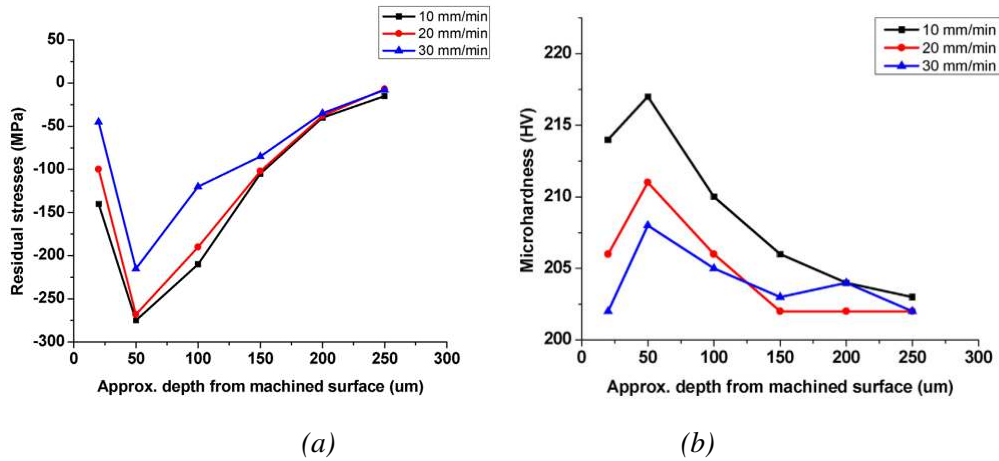 10 mm/min
20 mm/min
30 mm/min
50
0
-50
-100
-150
-200
-250
-300
Residual stresses (MPa)
0 50 100 150 200 250 300
Approx. depth from machined surface (um)
(a)
10 mm/min
20 mm/min
30 mm/min
220
215
210
205
200
Microhardness (HV)
0 50 100 150 200 250 300
Approx. depth from machined surface (um)
(b)